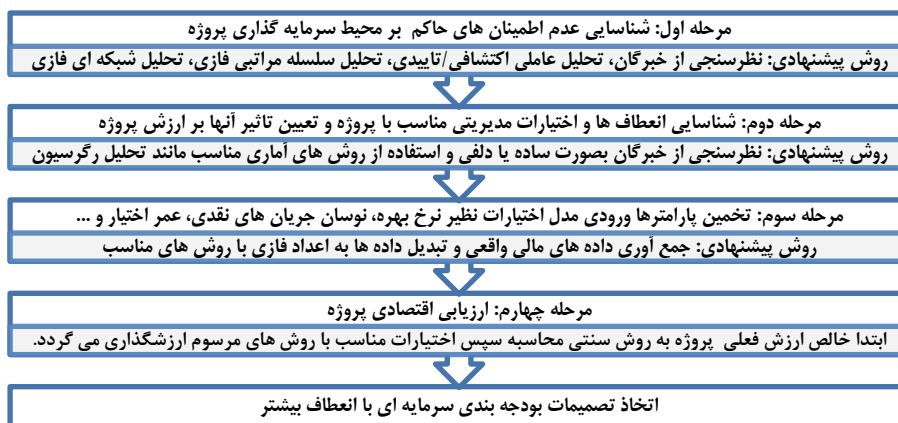 مرحله اول: شناسایی عدم اطمینان های حاکم بر محیط سرمایه گذاری پروژه
روش پیشنهادی: نظرسنجی از خبرگان، تحلیل عاملی اکتشافی/تاییدی، تحلیل سلسله مراتبی فازی، تحلیل شبکه ای فازی
مرحله دوم: شناسایی انعطاف ها و اختیارات مدیریتی مناسب با پروژه و تعیین تاثیر آنها بر ارزش پروژه
روش پیشنهادی: نظرسنجی از خبرگان بصورت ساده یا دلفی و استفاده از روش های آماری مناسب مانند تحلیل رگرسیون
مرحله سوم: تخمین پارامترها ورودی مدل اختیارات نظیر نرخ بهره، نوسان جریان های نقدی، عمر اختیار و ...
روش پیشنهادی: جمع آوری داده های مالی واقعی و تبدیل داده ها به اعداد فازی با روش های مناسب
مرحله چهارم: ارزیابی اقتصادی پروژه
ابتدا خالص ارزش فعلی پروژه به روش سنتی محاسبه سپس اختیارات مناسب با روش های مرسوم ارزشگذاری می گردد.
اتخاذ تصمیمات بودجه بندی سرمایه ای با انعطاف بیشتر